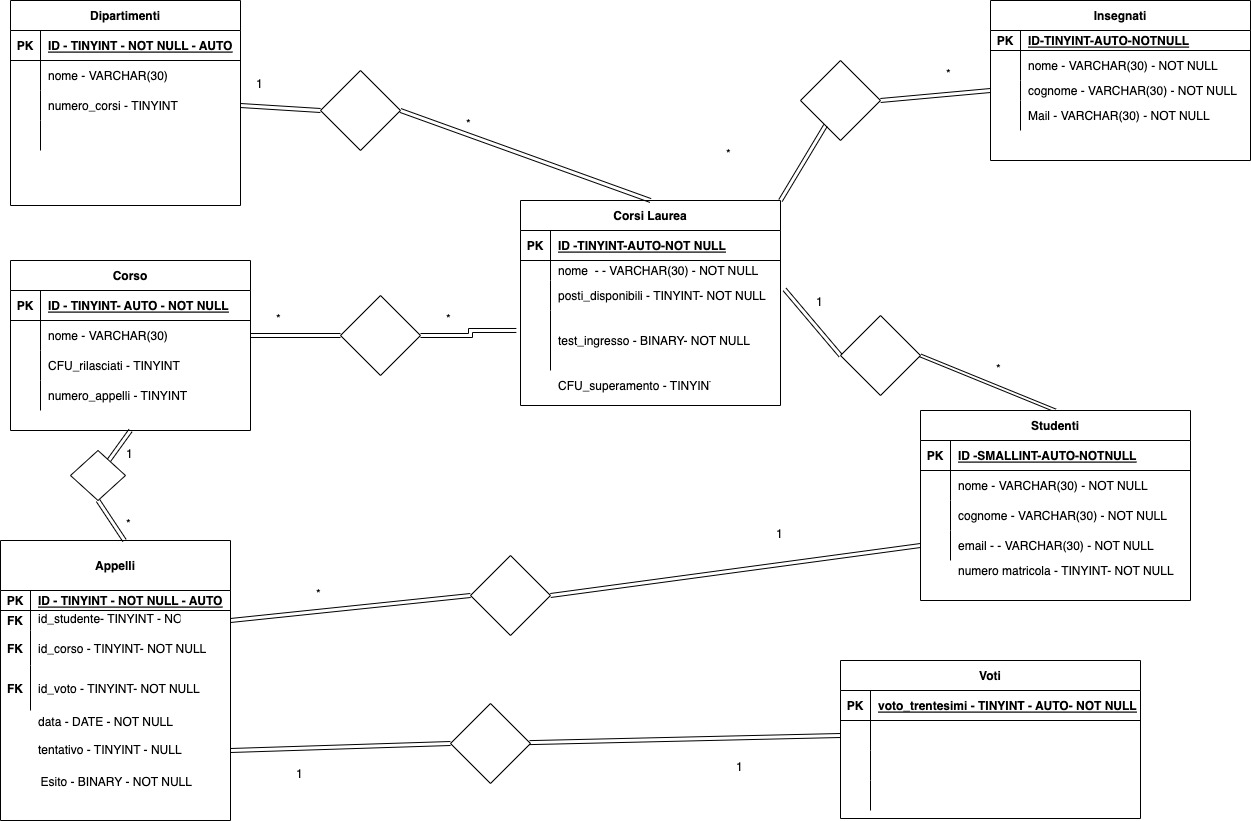 Dipartimenti
PK ID - TINYINT - NOT NULL - AUTO
nome - VARCHAR(30)
numero_corsi - TINYINT
1
*
Insegnati
PK ID-TINYINT-AUTO-NOTNULL
nome - VARCHAR(30) - NOT NULL
cognome - VARCHAR(30) - NOT NULL
Mail - VARCHAR(30) - NOT NULL
*
*
Corsi Laurea
PK ID -TINYINT-AUTO-NOT NULL
nome - - VARCHAR(30) - NOT NULL
posti_disponibili - TINYINT- NOT NULL
test_ingresso - BINARY- NOT NULL
CFU_superamento - TINYIN
Corso
PK ID - TINYINT- AUTO - NOT NULL
nome - VARCHAR(30)
CFU_rilasciati - TINYINT
numero_appelli - TINYINT
*
*
1
*
Studenti
PK ID -SMALLINT-AUTO-NOTNULL
nome - VARCHAR(30) - NOT NULL
cognome - VARCHAR(30) - NOT NULL
email - - VARCHAR(30) - NOT NULL
numero matricola - TINYINT- NOT NULL
1
*
Appelli
PK ID - TINYINT - NOT NULL - AUTO
FK id_studente- TINYINT - NO
FK id_corso - TINYINT- NOT NULL
FK id_voto - TINYINT- NOT NULL
data - DATE - NOT NULL
tentativo - TINYINT - NULL
Esito - BINARY - NOT NULL
*
1
1
1
Voti
PK voto_trentesimi - TINYINT - AUTO- NOT NULL